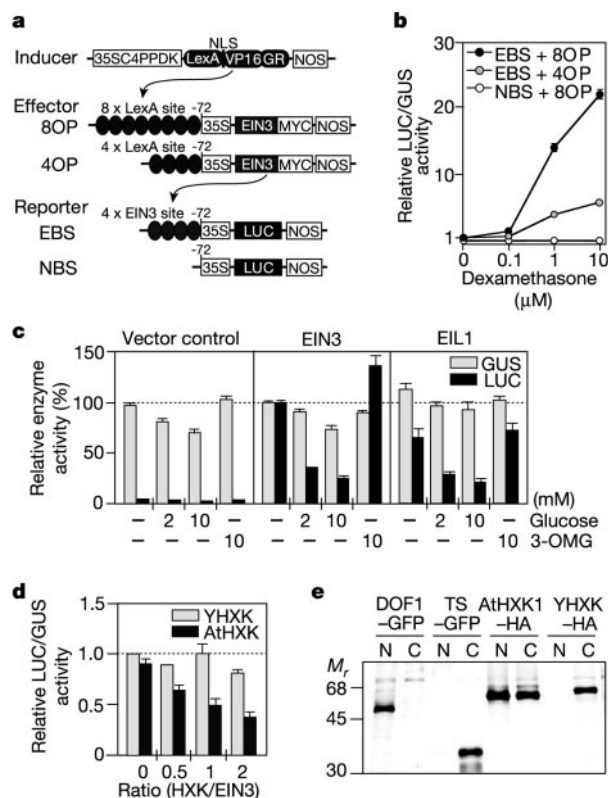 a
NLS
Inducer 35SC4PPDK LexA VP16 GR NOS
Effector 8 x LexA site -72
8OP 35S EIN3 MYC NOS
4 x LexA site -72
4OP 35S EIN3 MYC NOS
Reporter 4 x EIN3 site -72
EBS 35S LUC NOS
-72
NBS 35S LUC NOS
b
EBS + 8OP
EBS + 4OP
NBS + 8OP
Relative LUC/GUS activity
30
20
10
1
0 0.1 1 10
Dexamethasone
(μM)
c
Vector control EIN3 EIL1
GUS
LUC
Relative enzyme activity (%)
150
100
50
0
(mM)
– 2 10 – – 2 10 – – 2 10 – Glucose
– – – 10 – – – 10 – – – 10 3-OMG
d
YHXK
AtHXK
Relative LUC/GUS activity
1.5
1.0
0.5
0
0 0.5 1 2
Ratio (HXK/EIN3)
e
DOF1 TS AtHXK1 YHXK
–GFP –GFP –HA –HA
N C N C N C N C
Mr
68
45
30